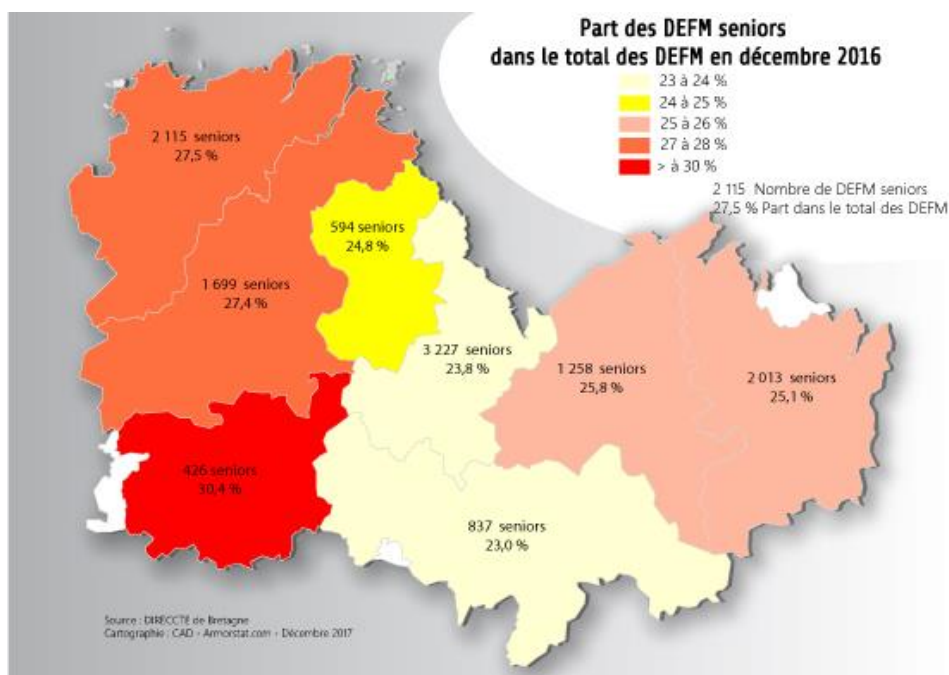 Part des DEFM seniors
dans le total des DEFM en décembre 2016
23 à 24 %
24 à 25 %
25 à 26 %
27 à 28 %
> à 30 %
2 115 Nombre de DEFM seniors
27,5 % Part dans le total des DEFM
2 115 seniors
27,5 %
594 seniors
24,8 %
1 699 seniors
27,4 %
3 227 seniors
23,8 %
1 258 seniors
25,8 %
2 013 seniors
25,1 %
426 seniors
30,4 %
837 seniors
23,0 %
Source : DIRECCTE de Bretagne
Cartographie : CAD - Armorstat.com - Décembre 2017